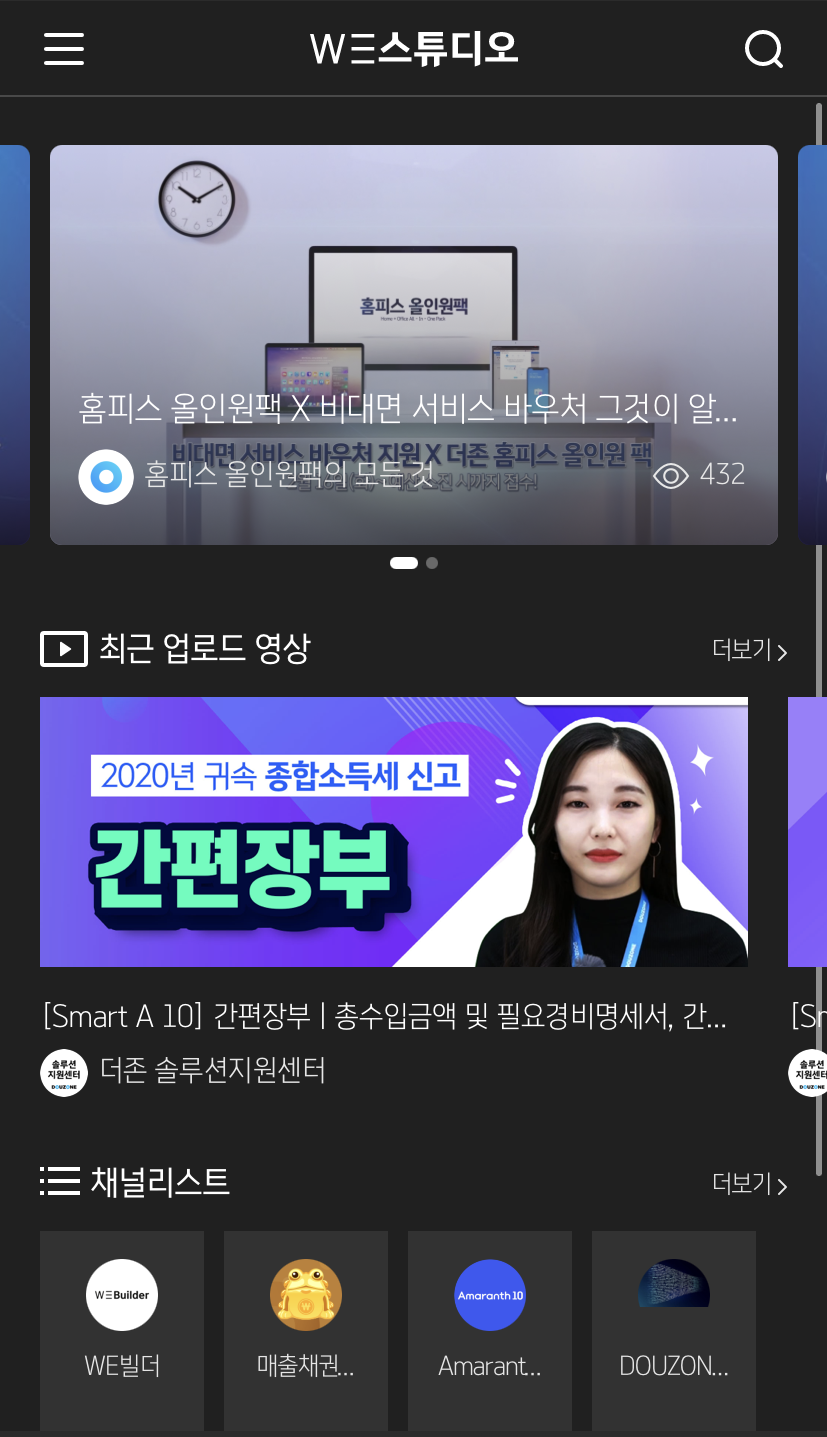 WE스튜디오
홈피스 올인원팩
홈피스 올인원팩 X 비대면 서비스 바우처 그것이 알...
비대면 서비스 바우처 지원 X 더존 홈피스 올인원 팩
홈피스 올인원팩의 모든 것
432
최근 업로드 영상
더보기
2020년 귀속 종합소득세 신고
간편장부
[Smart A 10] 간편장부 | 총수입금액 및 필요경비명세서, 간...
[Sm
솔루션
지원센터
DOUZONE
더존 솔루션지원센터
솔루션
지원센터
DOUZONE
채널리스트
더보기
WEBuilder
Amaranth 10
WE빌더
매출채권...
Amarant...
DOUZON...